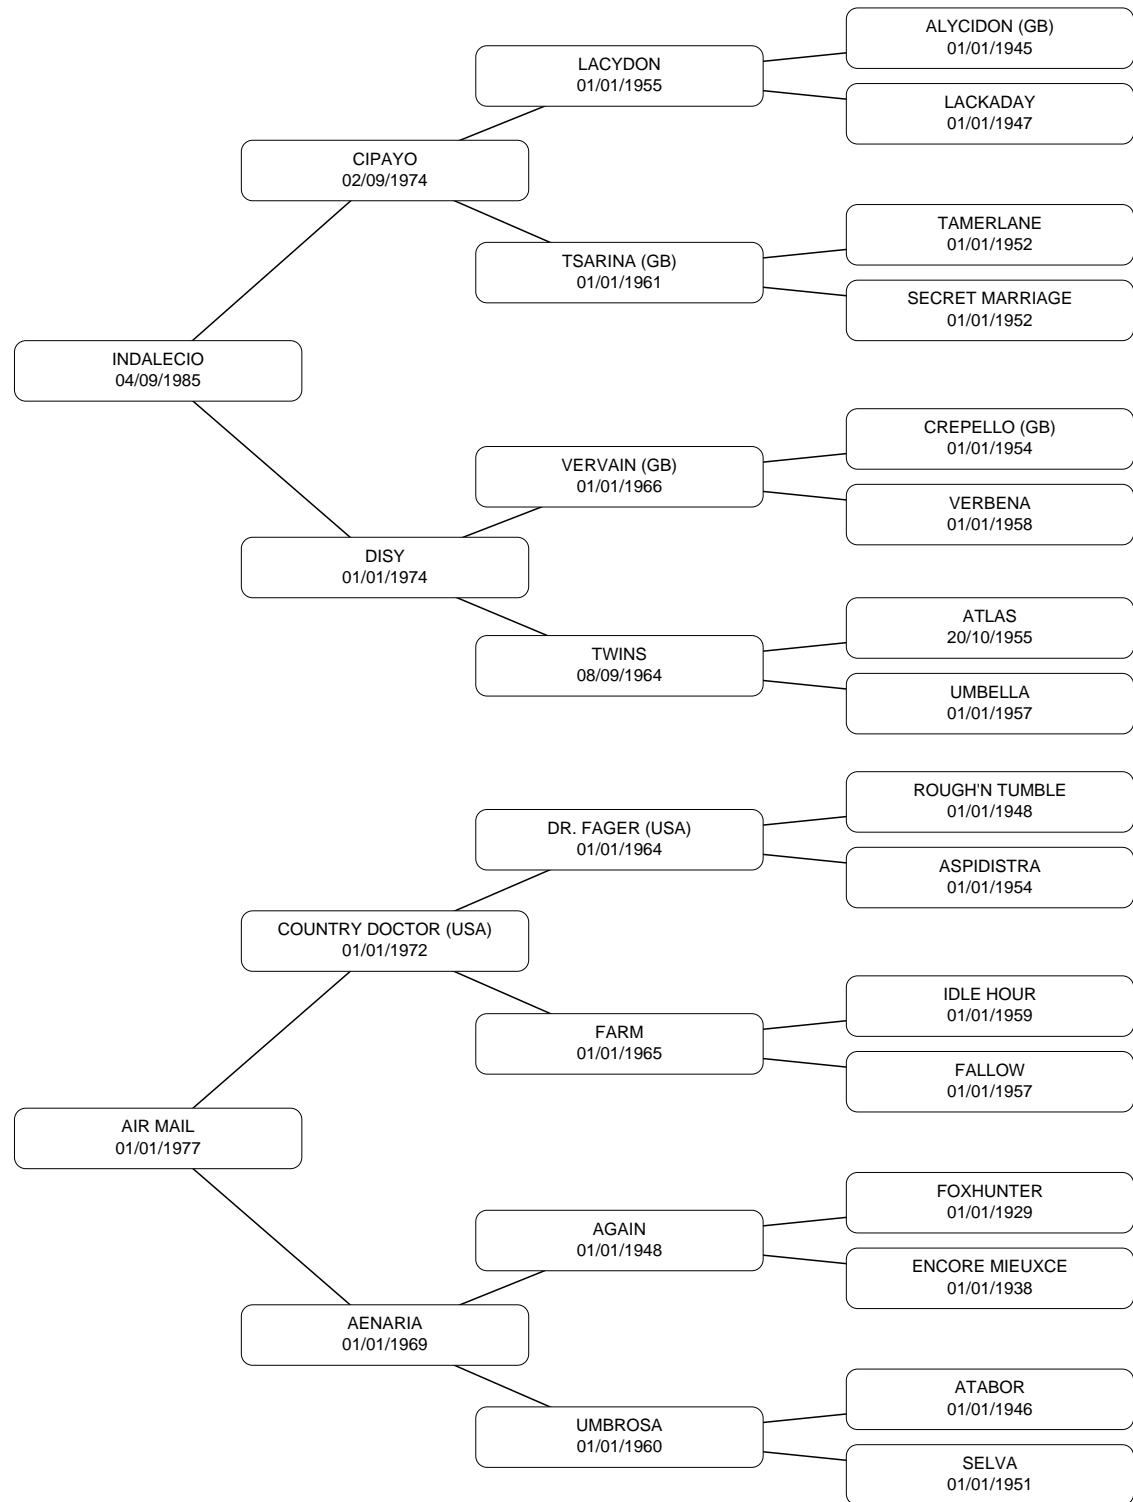 ALYCIDON (GB)
01/01/1945
LACYDON
01/01/1955
LACKADAY
01/01/1947
CIPAYO
02/09/1974
TAMERLANE
01/01/1952
TSARINA (GB)
01/01/1961
SECRET MARRIAGE
01/01/1952
INDALECIO
04/09/1985
CREPELLO (GB)
01/01/1954
VERVAIN (GB)
01/01/1966
VERBENA
01/01/1958
DISY
01/01/1974
ATLAS
20/10/1955
TWINS
08/09/1964
UMBELLA
01/01/1957
ROUGH'N TUMBLE
01/01/1948
DR. FAGER (USA)
01/01/1964
ASPIDISTRA
01/01/1954
COUNTRY DOCTOR (USA)
01/01/1972
IDLE HOUR
01/01/1959
FARM
01/01/1965
FALLOW
01/01/1957
AIR MAIL
01/01/1977
FOXHUNTER
01/01/1929
AGAIN
01/01/1948
ENCORE MIEUXCE
01/01/1938
AENARIA
01/01/1969
ATABOR
01/01/1946
UMBROSA
01/01/1960
SELVA
01/01/1951